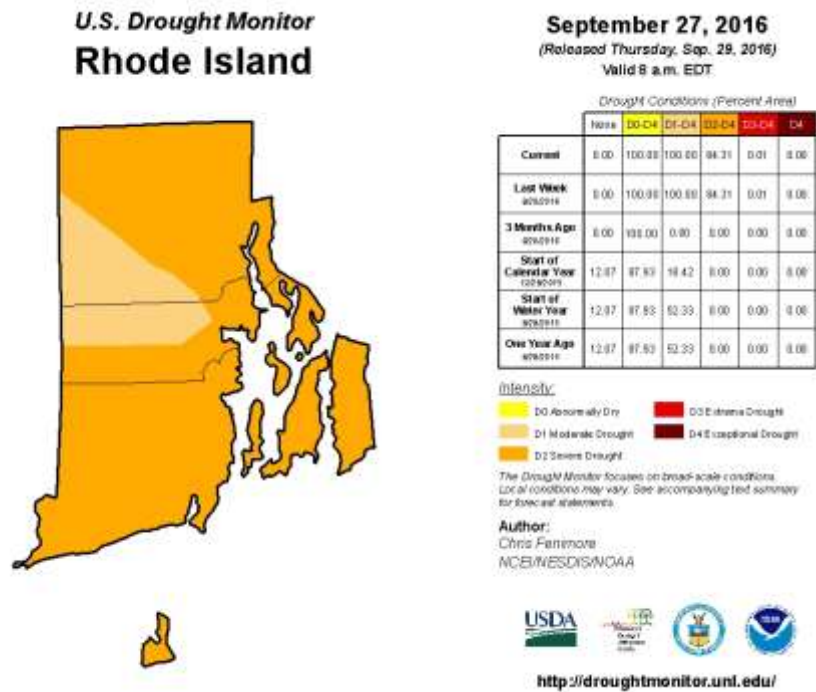 U.S. Drought Monitor
Rhode Island
September 27, 2016
(Released Thursday, Sep. 29, 2016)
Valid 8 a.m. EDT
Drought Conditions (Percent Area)
None D0-D4 D1-D4 D2-D4 D3-D4 D4
Current 0.00 100.00 100.00 84.31 0.01 0.00
Last Week 0.00 100.00 100.00 84.31 0.01 0.00
3 Months Ago 0.00 100.00 0.00 0.00 0.00 0.00
Start of
Calendar Year 12.07 87.93 18.42 0.00 0.00 0.00
Start of
Water Year 12.07 87.93 52.33 0.00 0.00 0.00
One Year Ago 12.07 87.93 52.33 0.00 0.00 0.00
Intensity:
D0 Abnormally Dry
D3 Extreme Drought
D1 Moderate Drought
D4 Exceptional Drought
D2 Severe Drought
The Drought Monitor focuses on broad-scale conditions.
Local conditions may vary. See accompanying text summary
for forecast statements.
Author:
Chris Fenimore
NCEI/NESDIS/NOAA
USDA
http://droughtmonitor.unl.edu/